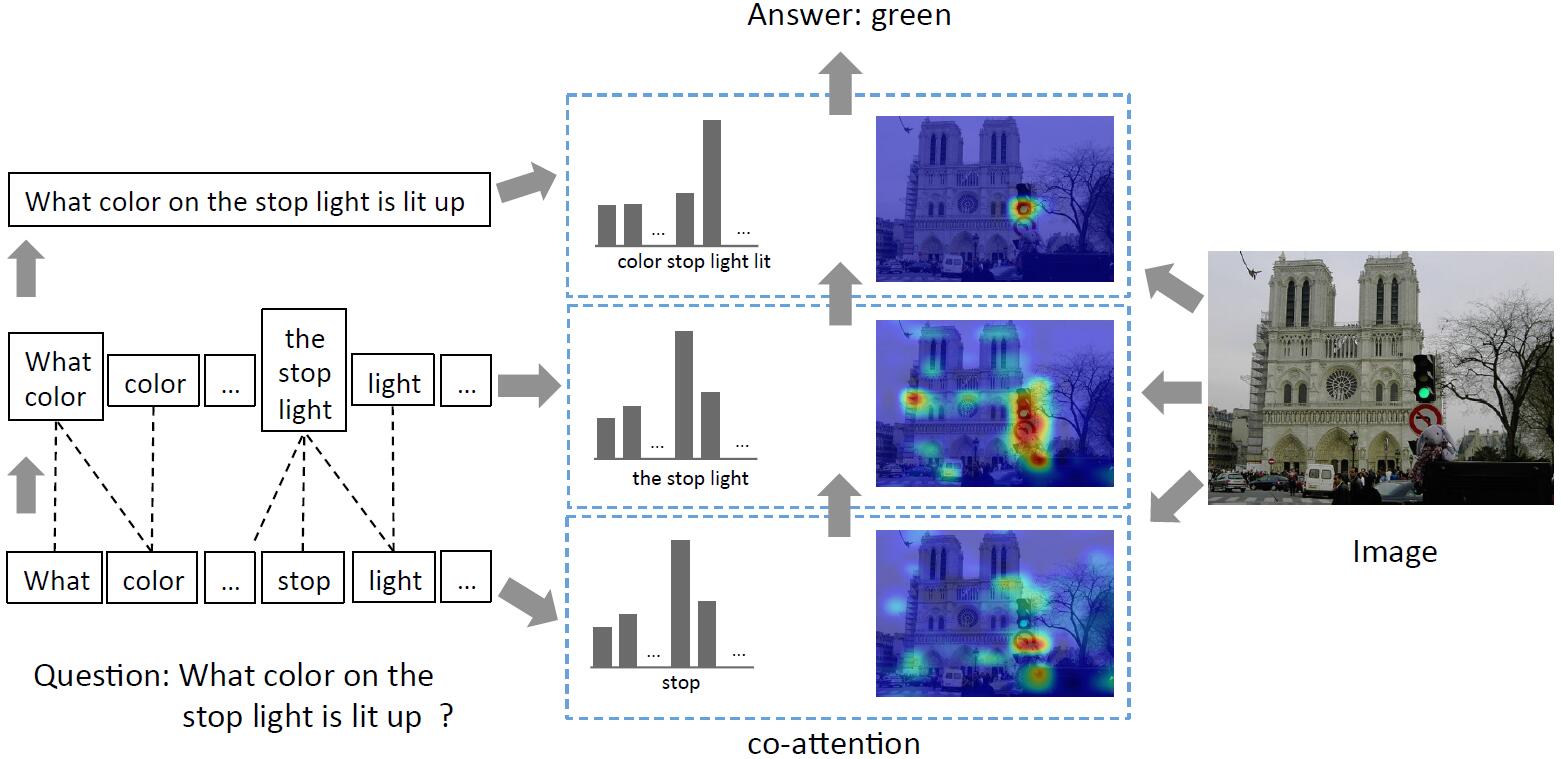 Answer: green
What color on the stop light is lit up
... ...
color stop light lit
What color
color
...
the stop light
light
...
... ...
the stop light
What
color
...
stop
light
...
... ...
stop
Question: What color on the
stop light is lit up ?
co-attention
Image